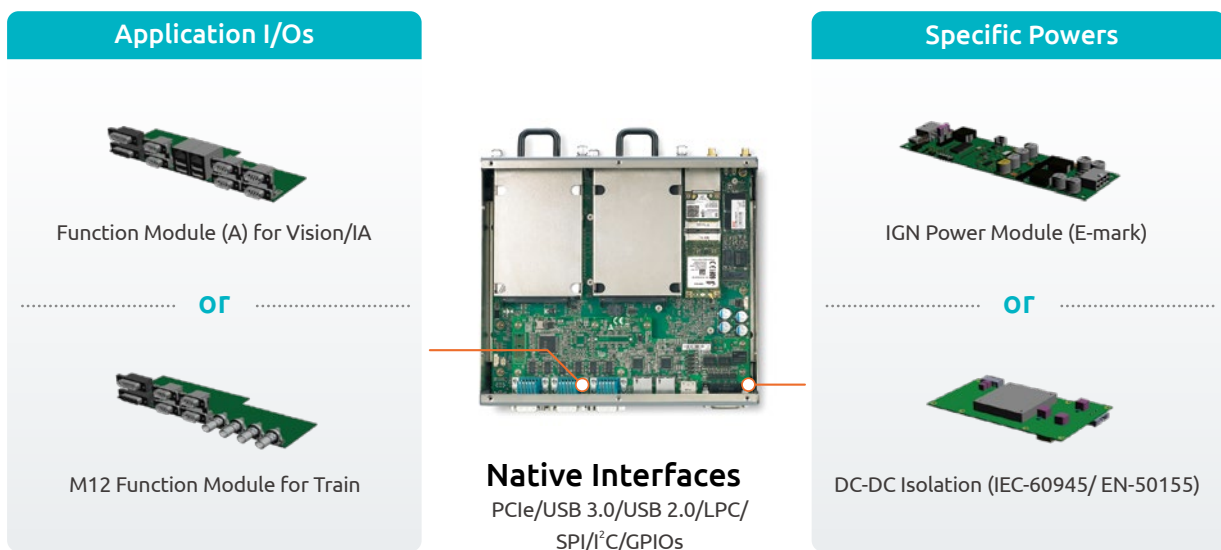 Application I/Os
Function Module (A) for Vision/IA
or
M12 Function Module for Train
Native Interfaces
PCIe/USB 3.0/USB 2.0/LPC/
SPI/I²C/GPIOs
Specific Powers
IGN Power Module (E-mark)
or
DC-DC Isolation (IEC-60945/ EN-50155)